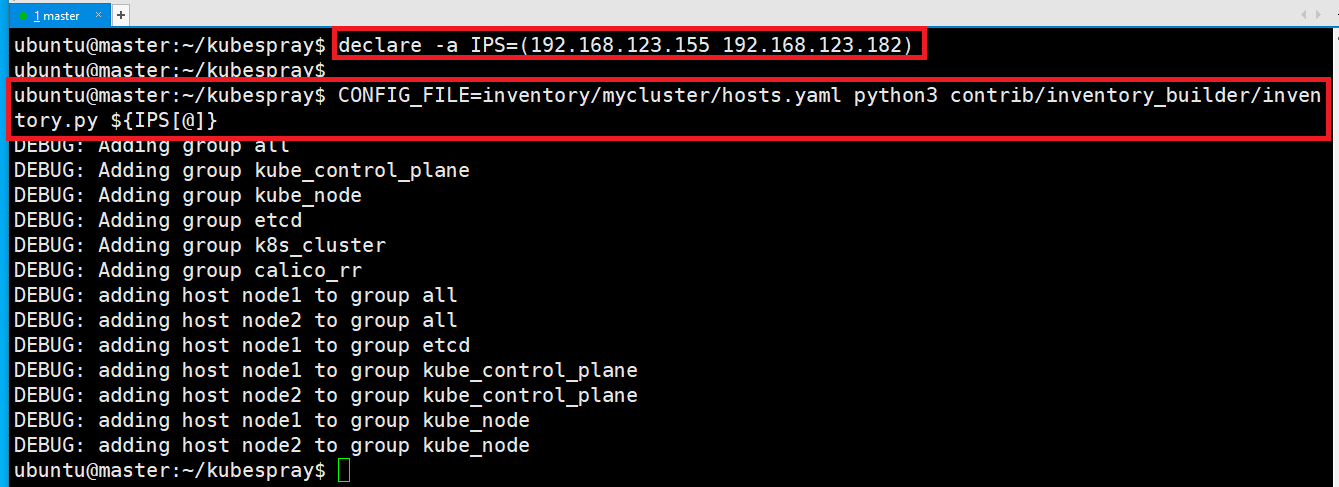 1 master × +
ubuntu@master:~/kubespray$ declare -a IPS=(192.168.123.155 192.168.123.182)
ubuntu@master:~/kubespray$
ubuntu@master:~/kubespray$ CONFIG_FILE=inventory/mycluster/hosts.yaml python3 contrib/inventory_builder/inven
tory.py ${IPS[@]}
DEBUG: Adding group all
DEBUG: Adding group kube_control_plane
DEBUG: Adding group kube_node
DEBUG: Adding group etcd
DEBUG: Adding group k8s_cluster
DEBUG: Adding group calico_rr
DEBUG: adding host node1 to group all
DEBUG: adding host node2 to group all
DEBUG: adding host node1 to group etcd
DEBUG: adding host node1 to group kube_control_plane
DEBUG: adding host node2 to group kube_control_plane
DEBUG: adding host node1 to group kube_node
DEBUG: adding host node2 to group kube_node
ubuntu@master:~/kubespray$